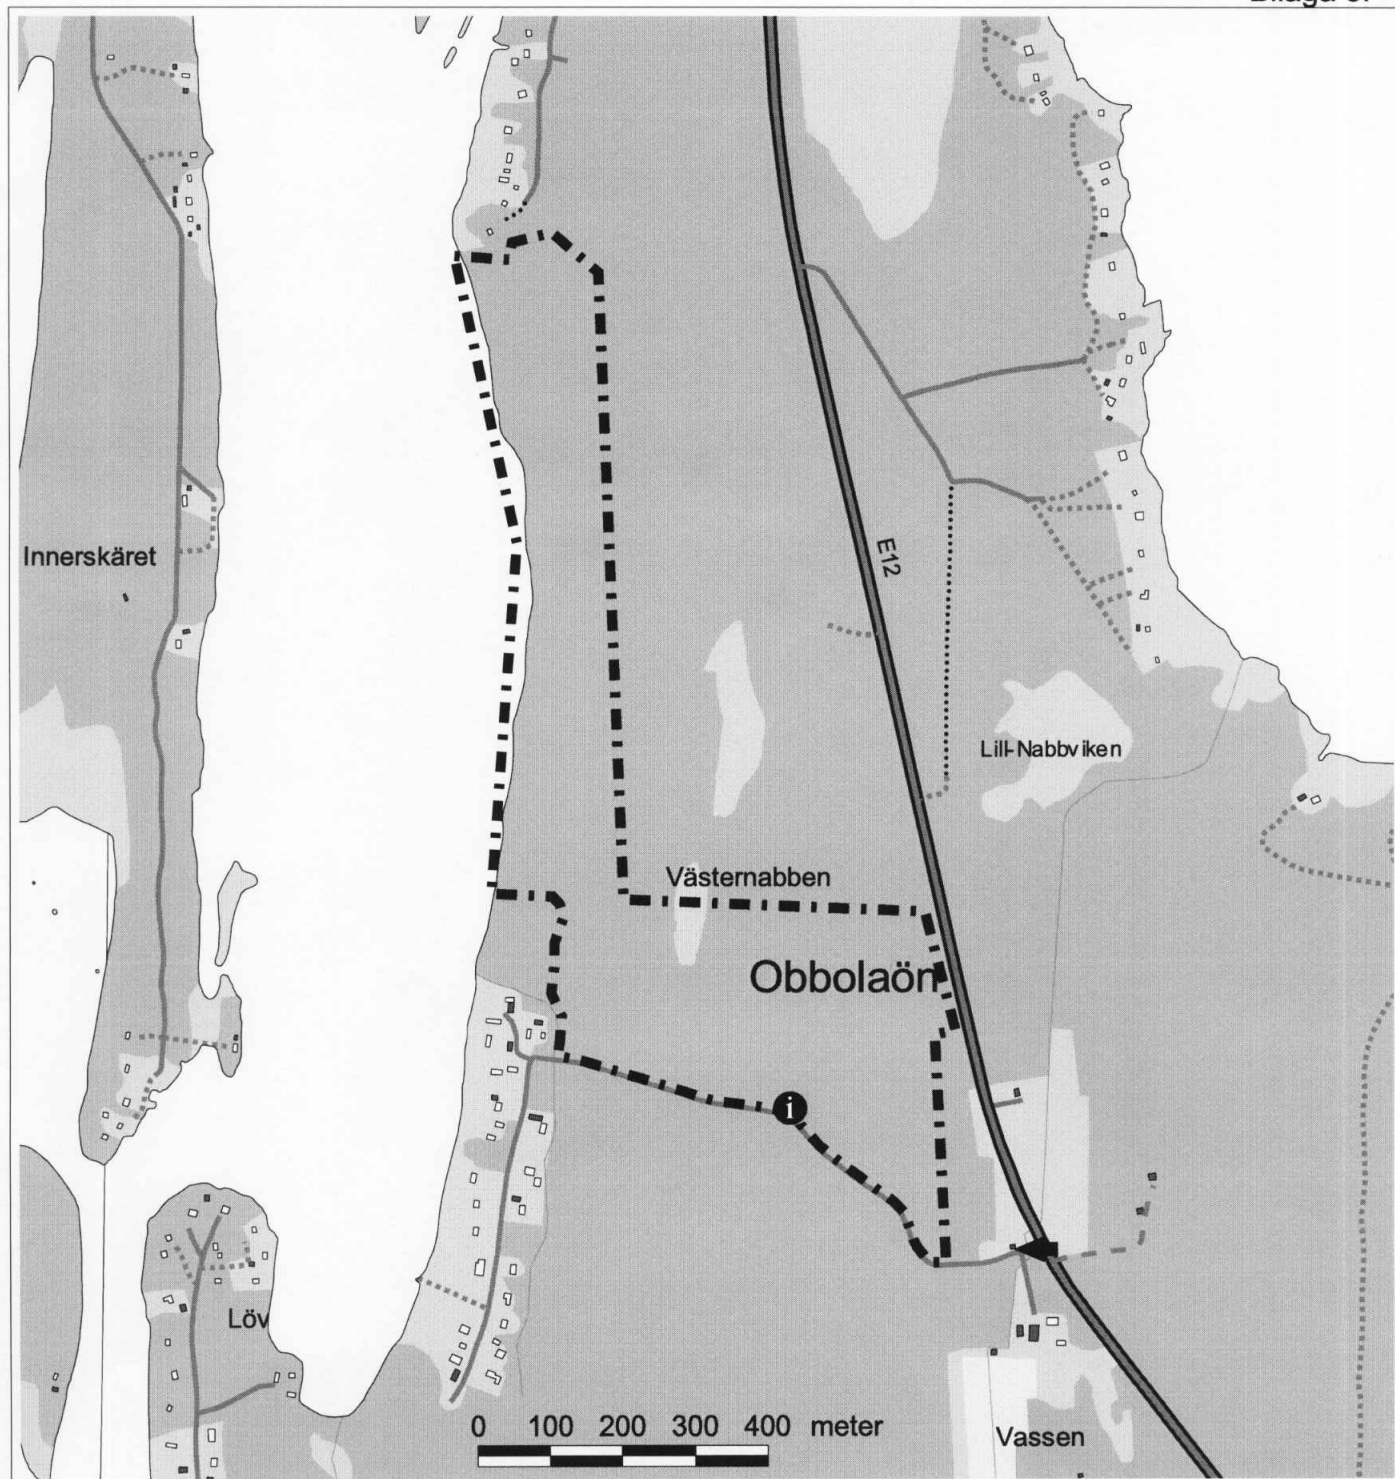 Innerskäret
E12
Lill-Nabbviken
Västernabben
Obbolaön
i
Löv
0 100 200 300 400 meter
Vassen